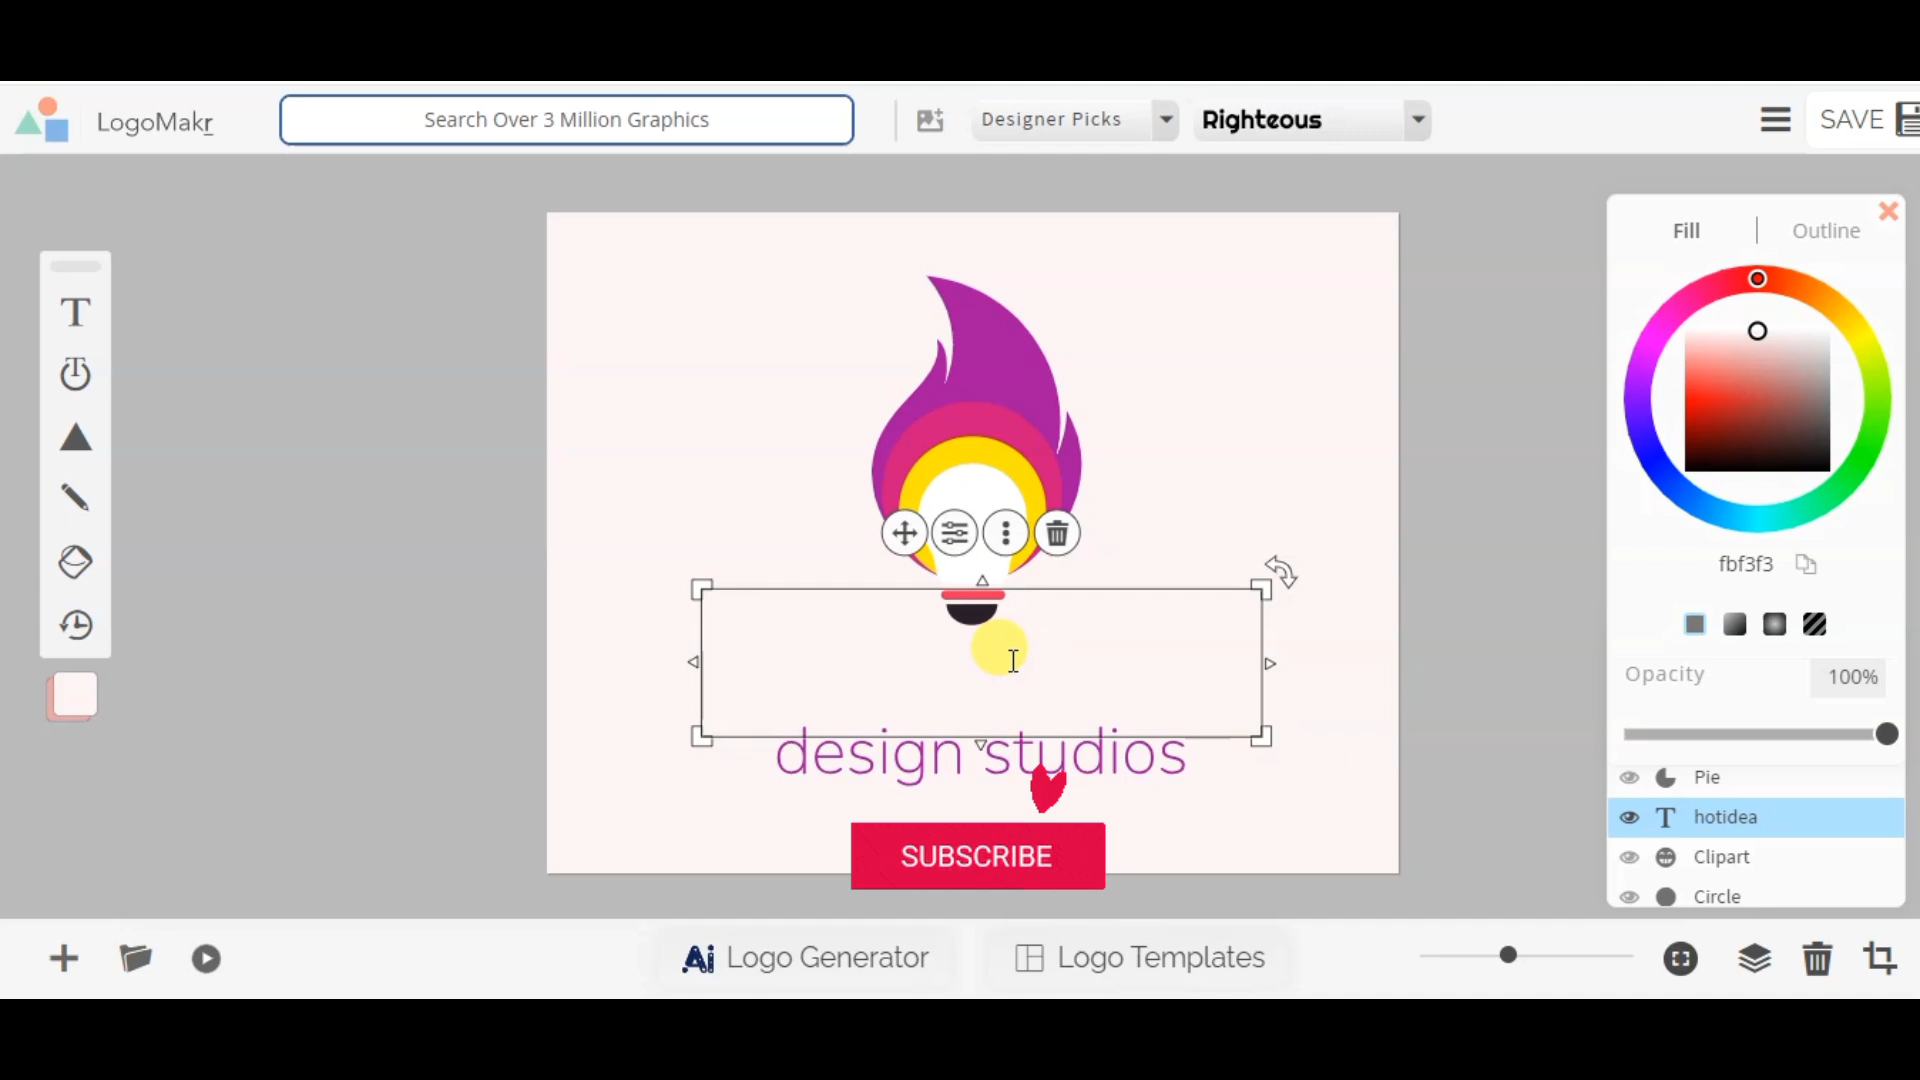 LogoMakr
Search Over 3 Million Graphics
Designer Picks
Righteous
SAVE
Fill
Outline
T
fbf3f3
Opacity
100%
design studios
Pie
T hotidea
Clipart
Circle
SUBSCRIBE
Ai Logo Generator
Logo Templates